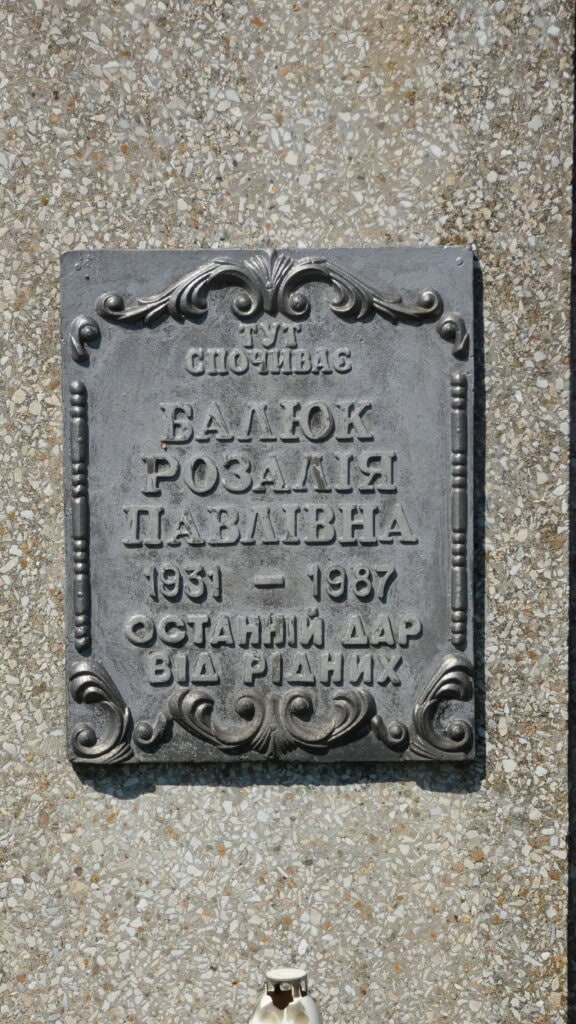 ТУТ
СПОЧИВАЄ
БАЛЮК
РОЗАЛІЯ
ПАВЛІВНА
1931 – 1987
ОСТАННІЙ ДАР
ВІД РІДНИХ